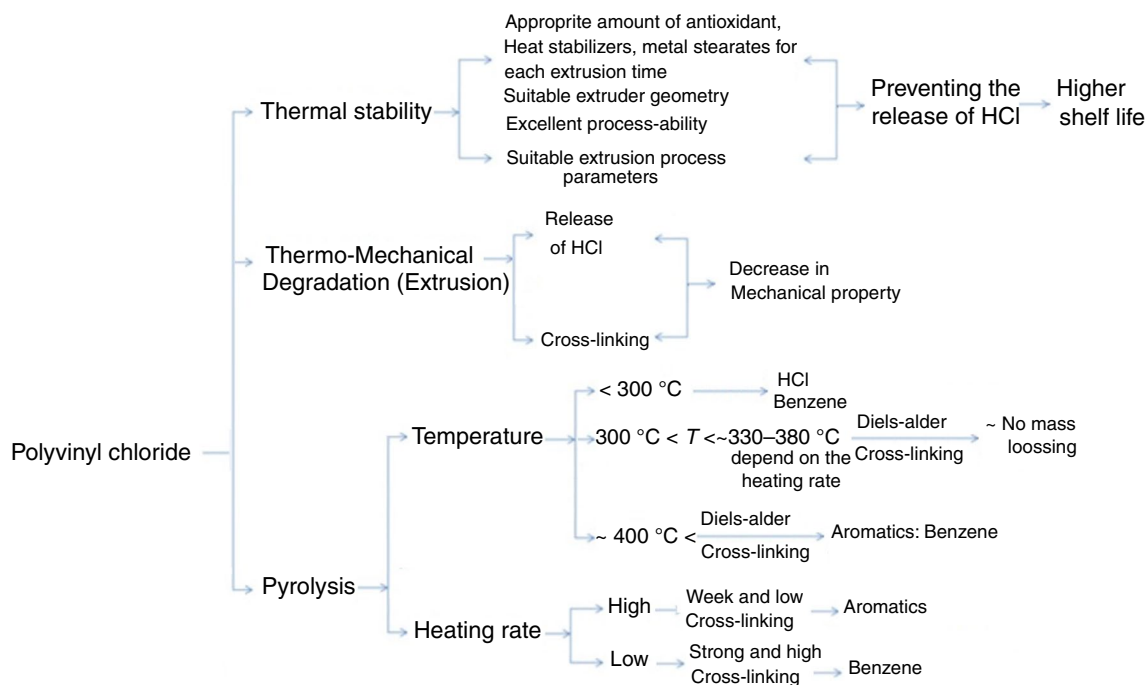 Approprite amount of antioxidant,
Heat stabilizers, metal stearates for
each extrusion time
Suitable extruder geometry
Excellent process-ability
Suitable extrusion process
parameters
Thermal stability
Preventing the
release of HCl
Higher
shelf life
Release
of HCl
Thermo-Mechanical
Degradation (Extrusion)
Cross-linking
Decrease in
Mechanical property
Polyvinyl chloride
Pyrolysis
Temperature
< 300 °C
HCl
Benzene
300 °C < T <~330–380 °C
depend on the
heating rate
Diels-alder
Cross-linking
~ No mass
loossing
~ 400 °C <
Diels-alder
Cross-linking
Aromatics: Benzene
Heating rate
High
Week and low
Cross-linking
Aromatics
Low
Strong and high
Cross-linking
Benzene